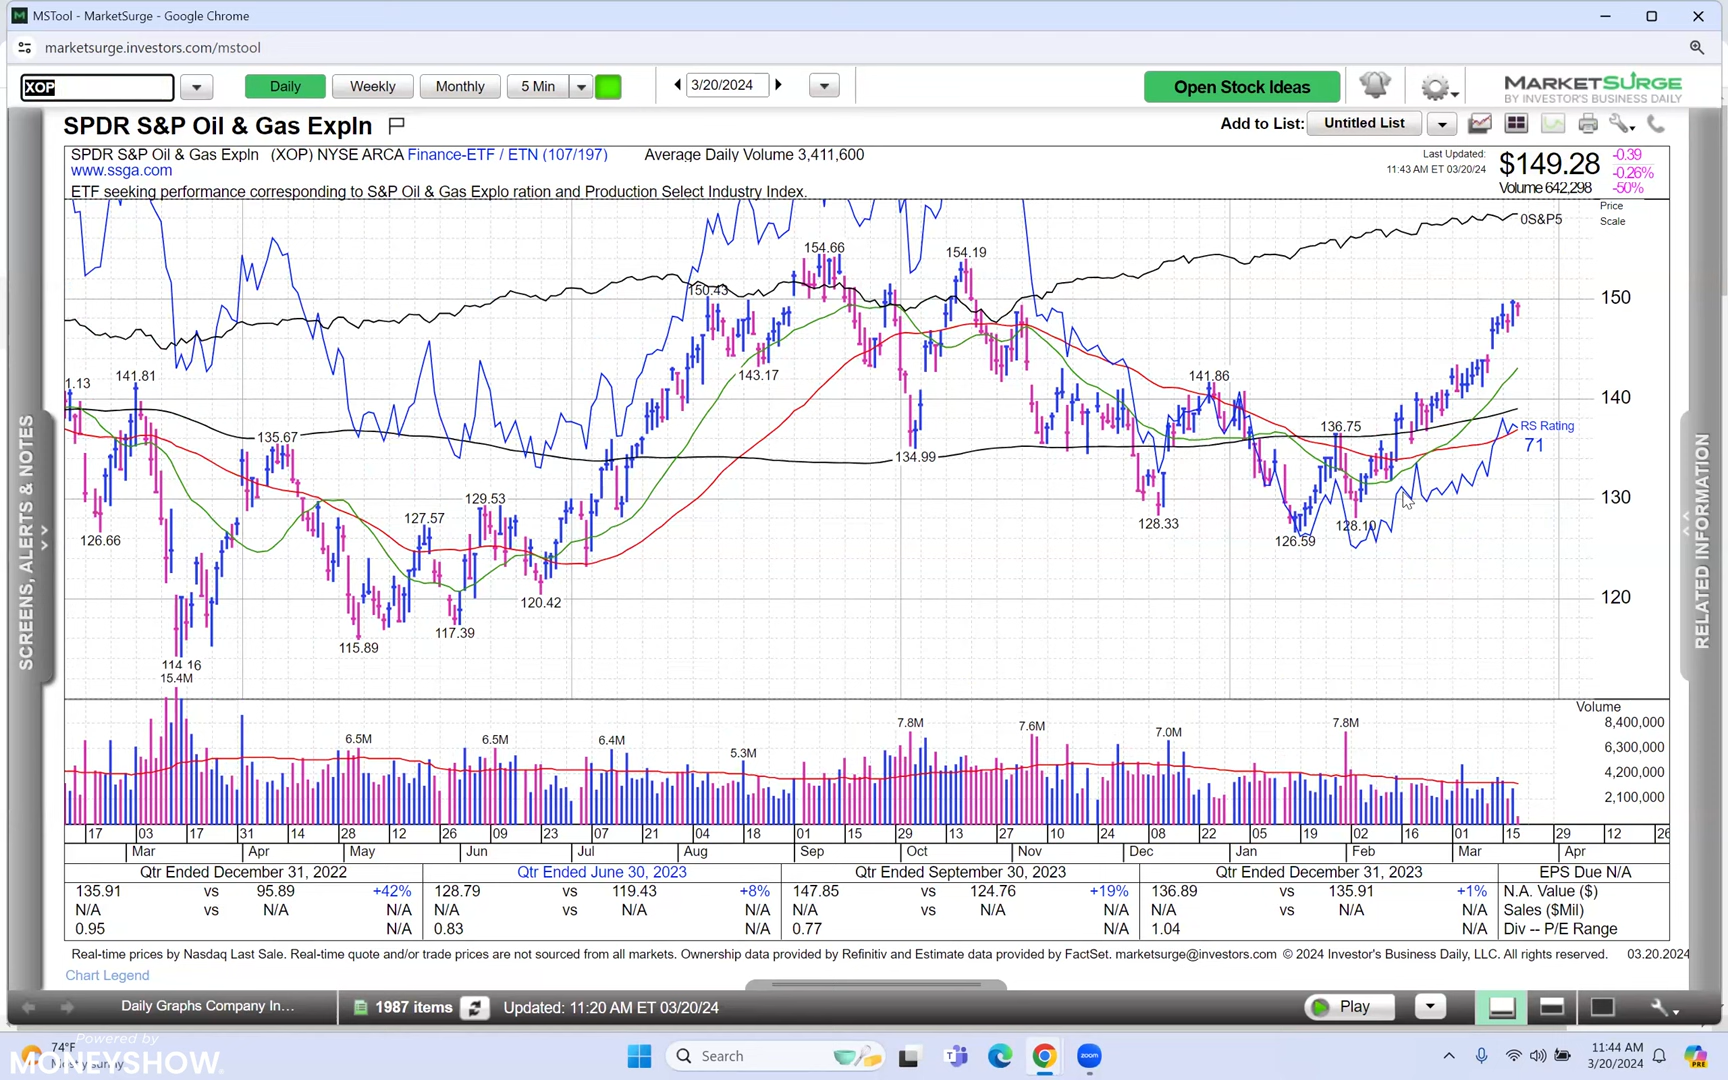 MSTool - MarketSurge - Google Chrome
marketsurge.investors.com/mstool
XOP
Daily
Weekly
Monthly
5 Min
3/20/2024
Open Stock Ideas
MARKETSURGE
BY INVESTOR'S BUSINESS DAILY
SPDR S&P Oil & Gas Expln
Add to List:
Untitled List
SPDR S&P Oil & Gas Expln (XOP) NYSE ARCA Finance-ETF / ETN (107/197) Average Daily Volume 3,411,600
www.ssga.com
ETF seeking performance corresponding to S&P Oil & Gas Explo ration and Production Select Industry Index.
Last Updated:
11:43 AM ET 03/20/24
$149.28
Volume 642,298
-0.39
-0.26%
-50%
Price
Scale
0S&P5
154.66
154.19
150.43
150
143.17
1.13
141.81
141.86
140
135.67
136.75
RS Rating
71
134.99
129.53
130
127.57
128.33
128.10
126.66
126.59
120.42
120
117.39
115.89
114.16
15.4M
Volume
7.8M
7.6M
7.0M
7.8M
8,400,000
6.5M
6.5M
6.4M
5.3M
6,300,000
4,200,000
2,100,000
17 03 17 31 14 28 12 26 09 23 07 21 04 18 01 15 29 13 27 10 24 08 22 05 19 02 16 01 15 29 12 26
Mar Apr May Jun Jul Aug Sep Oct Nov Dec Jan Feb Mar Apr
Qtr Ended December 31, 2022
Qtr Ended June 30, 2023
Qtr Ended September 30, 2023
Qtr Ended December 31, 2023
EPS Due N/A
135.91 vs 95.89 +42% 128.79 vs 119.43 +8% 147.85 vs 124.76 +19% 136.89 vs 135.91 +1% N.A. Value ($)
N/A vs N/A N/A N/A vs N/A N/A N/A vs N/A N/A N/A vs N/A N/A Sales ($Mil)
0.95 N/A 0.83 N/A 0.77 N/A 1.04 N/A Div -- P/E Range
Real-time prices by Nasdaq Last Sale. Real-time quote and/or trade prices are not sourced from all markets. Ownership data provided by Refinitiv and Estimate data provided by FactSet. marketsurge@investors.com © 2024 Investor's Business Daily, LLC. All rights reserved. 03.20.2024
Chart Legend
SCREENS, ALERTS & NOTES
RELATED INFORMATION
Daily Graphs Company In...
1987 items
Updated: 11:20 AM ET 03/20/24
Play
Powered by
MONEYSHOW.
74°F
Mostly sunny
Search
zoom
PRE
11:44 AM
3/20/2024